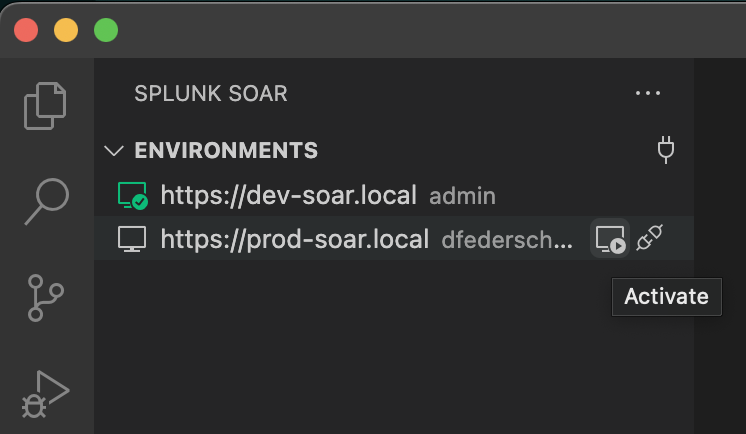 SPLUNK SOAR
ENVIRONMENTS
https://dev-soar.local admin
https://prod-soar.local dfedersch...
Activate